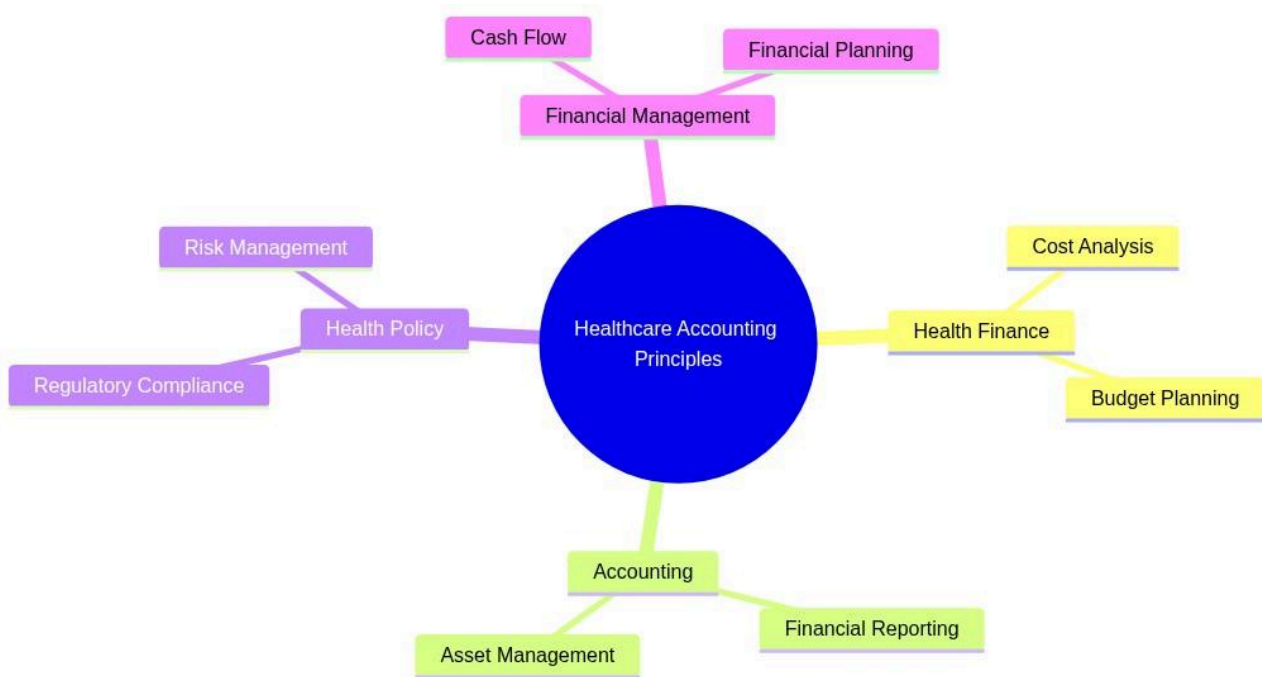 Cash Flow
Financial Planning
Financial Management
Risk Management
Cost Analysis
Health Policy
Healthcare Accounting
Principles
Health Finance
Regulatory Compliance
Budget Planning
Accounting
Financial Reporting
Asset Management